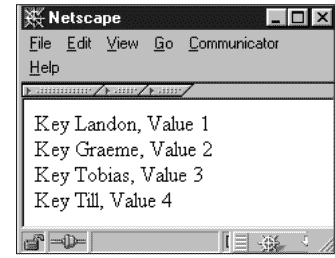 Netscape
File Edit View Go Communicator
Help
Key Landon, Value 1
Key Graeme, Value 2
Key Tobias, Value 3
Key Till, Value 4